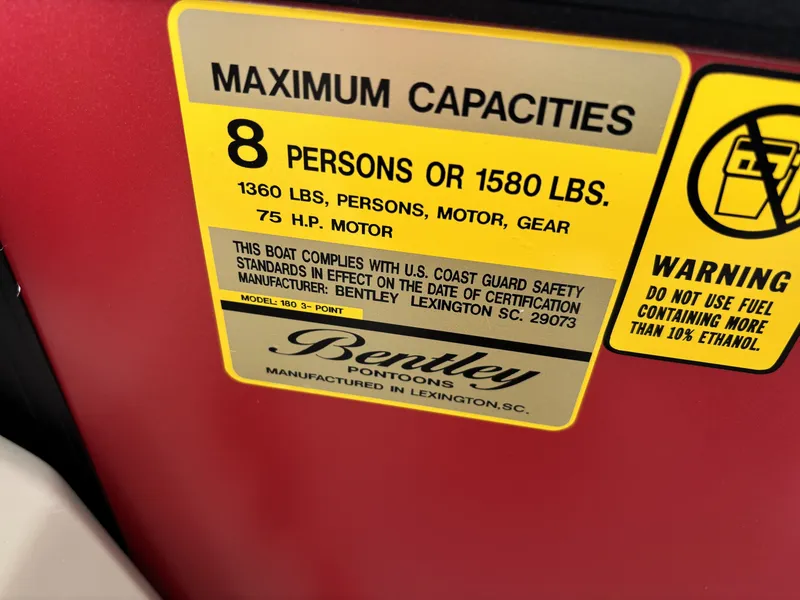 MAXIMUM CAPACITIES
8 PERSONS OR 1580 LBS.
1360 LBS, PERSONS, MOTOR, GEAR
75 H.P. MOTOR
THIS BOAT COMPLIES WITH U.S. COAST GUARD SAFETY
STANDARDS IN EFFECT ON THE DATE OF CERTIFICATION
MANUFACTURER: BENTLEY LEXINGTON SC. 29073
MODEL: 180 3- POINT
Bentley
PONTOONS
MANUFACTURED IN LEXINGTON,SC.
WARNING
DO NOT USE FUEL
CONTAINING MORE
THAN 10% ETHANOL.